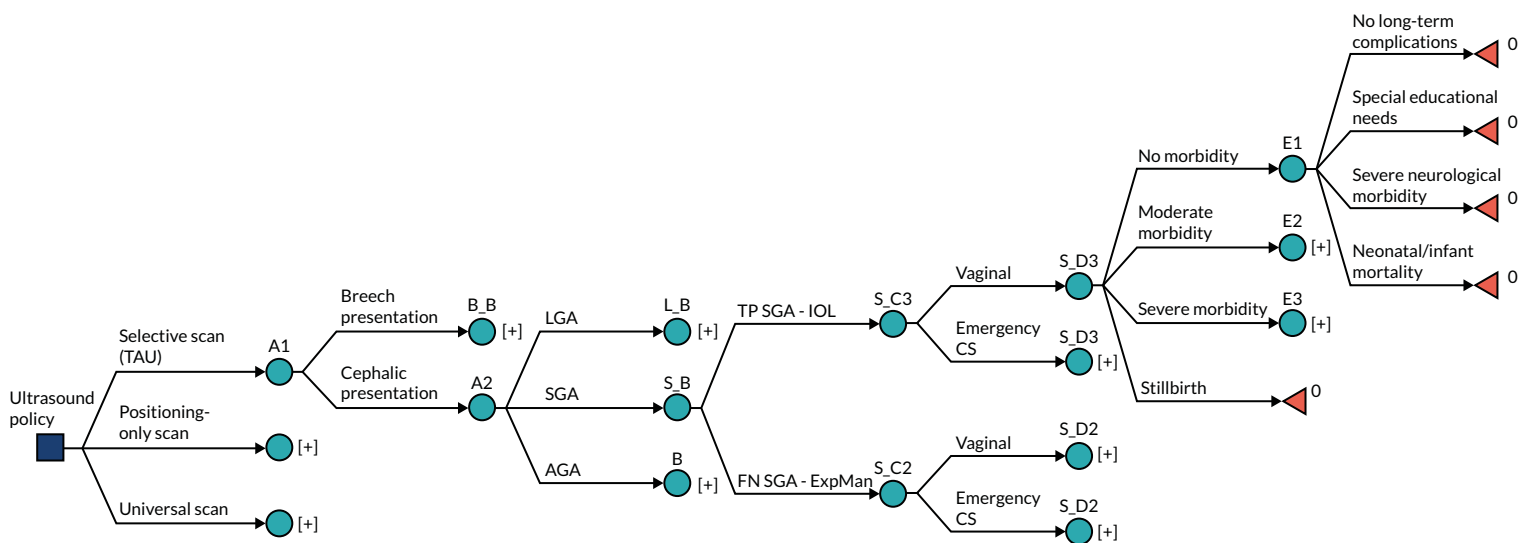 Ultrasound
policy
Selective scan
(TAU)
A1
Positioning-
only scan
[+]
Universal scan
[+]
Breech
presentation
B_B
[+]
Cephalic
presentation
A2
LGA
L_B
[+]
SGA
S_B
AGA
B
[+]
TP SGA - IOL
S_C3
FN SGA - ExpMan
S_C2
Vaginal
S_D3
Emergency
CS
S_D3
[+]
Vaginal
S_D2
[+]
Emergency
CS
S_D2
[+]
No morbidity
E1
Moderate
morbidity
E2
[+]
Severe morbidity
E3
[+]
Stillbirth
0
No long-term
complications
0
Special educational
needs
0
Severe neurological
morbidity
0
Neonatal/infant
mortality
0